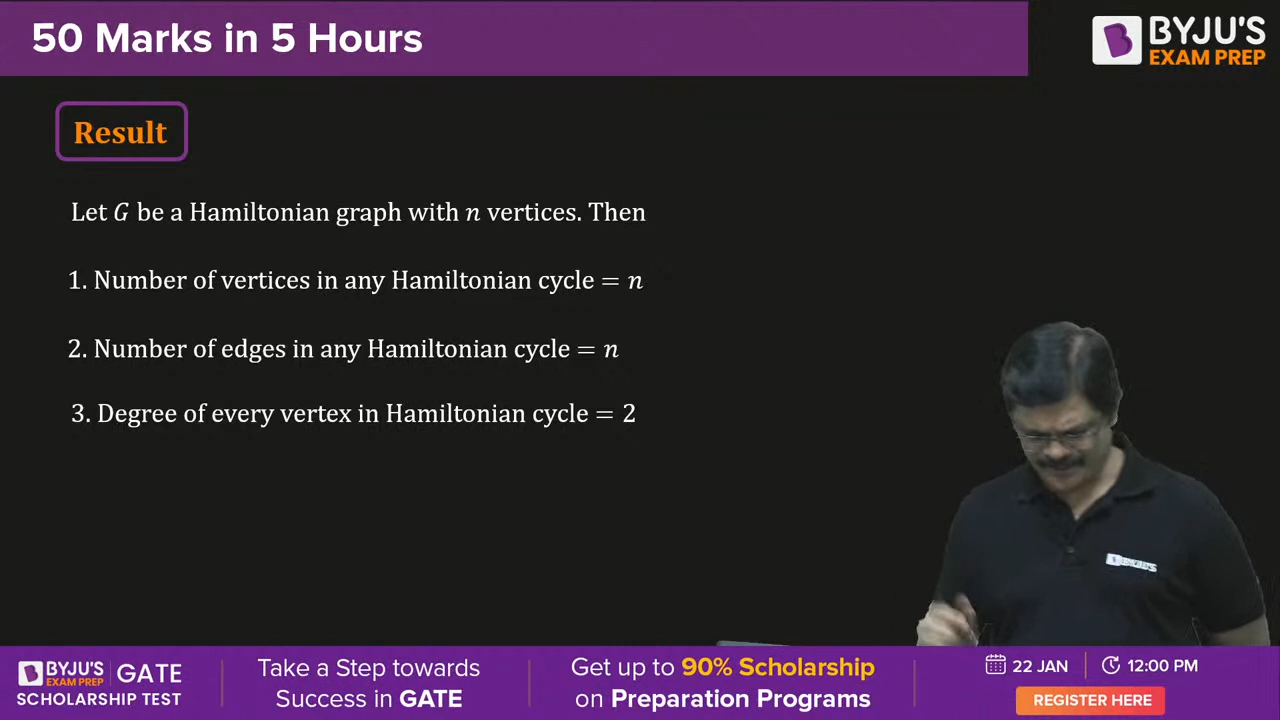 50 Marks in 5 Hours
BYJU'S
EXAM PREP
Result
Let G be a Hamiltonian graph with n vertices. Then
1. Number of vertices in any Hamiltonian cycle = n
2. Number of edges in any Hamiltonian cycle = n
3. Degree of every vertex in Hamiltonian cycle = 2
BYJU'S
BYJU'S
EXAM PREP
GATE
SCHOLARSHIP TEST
Take a Step towards
Success in GATE
Get up to 90% Scholarship
on Preparation Programs
22 JAN
12:00 PM
REGISTER HERE